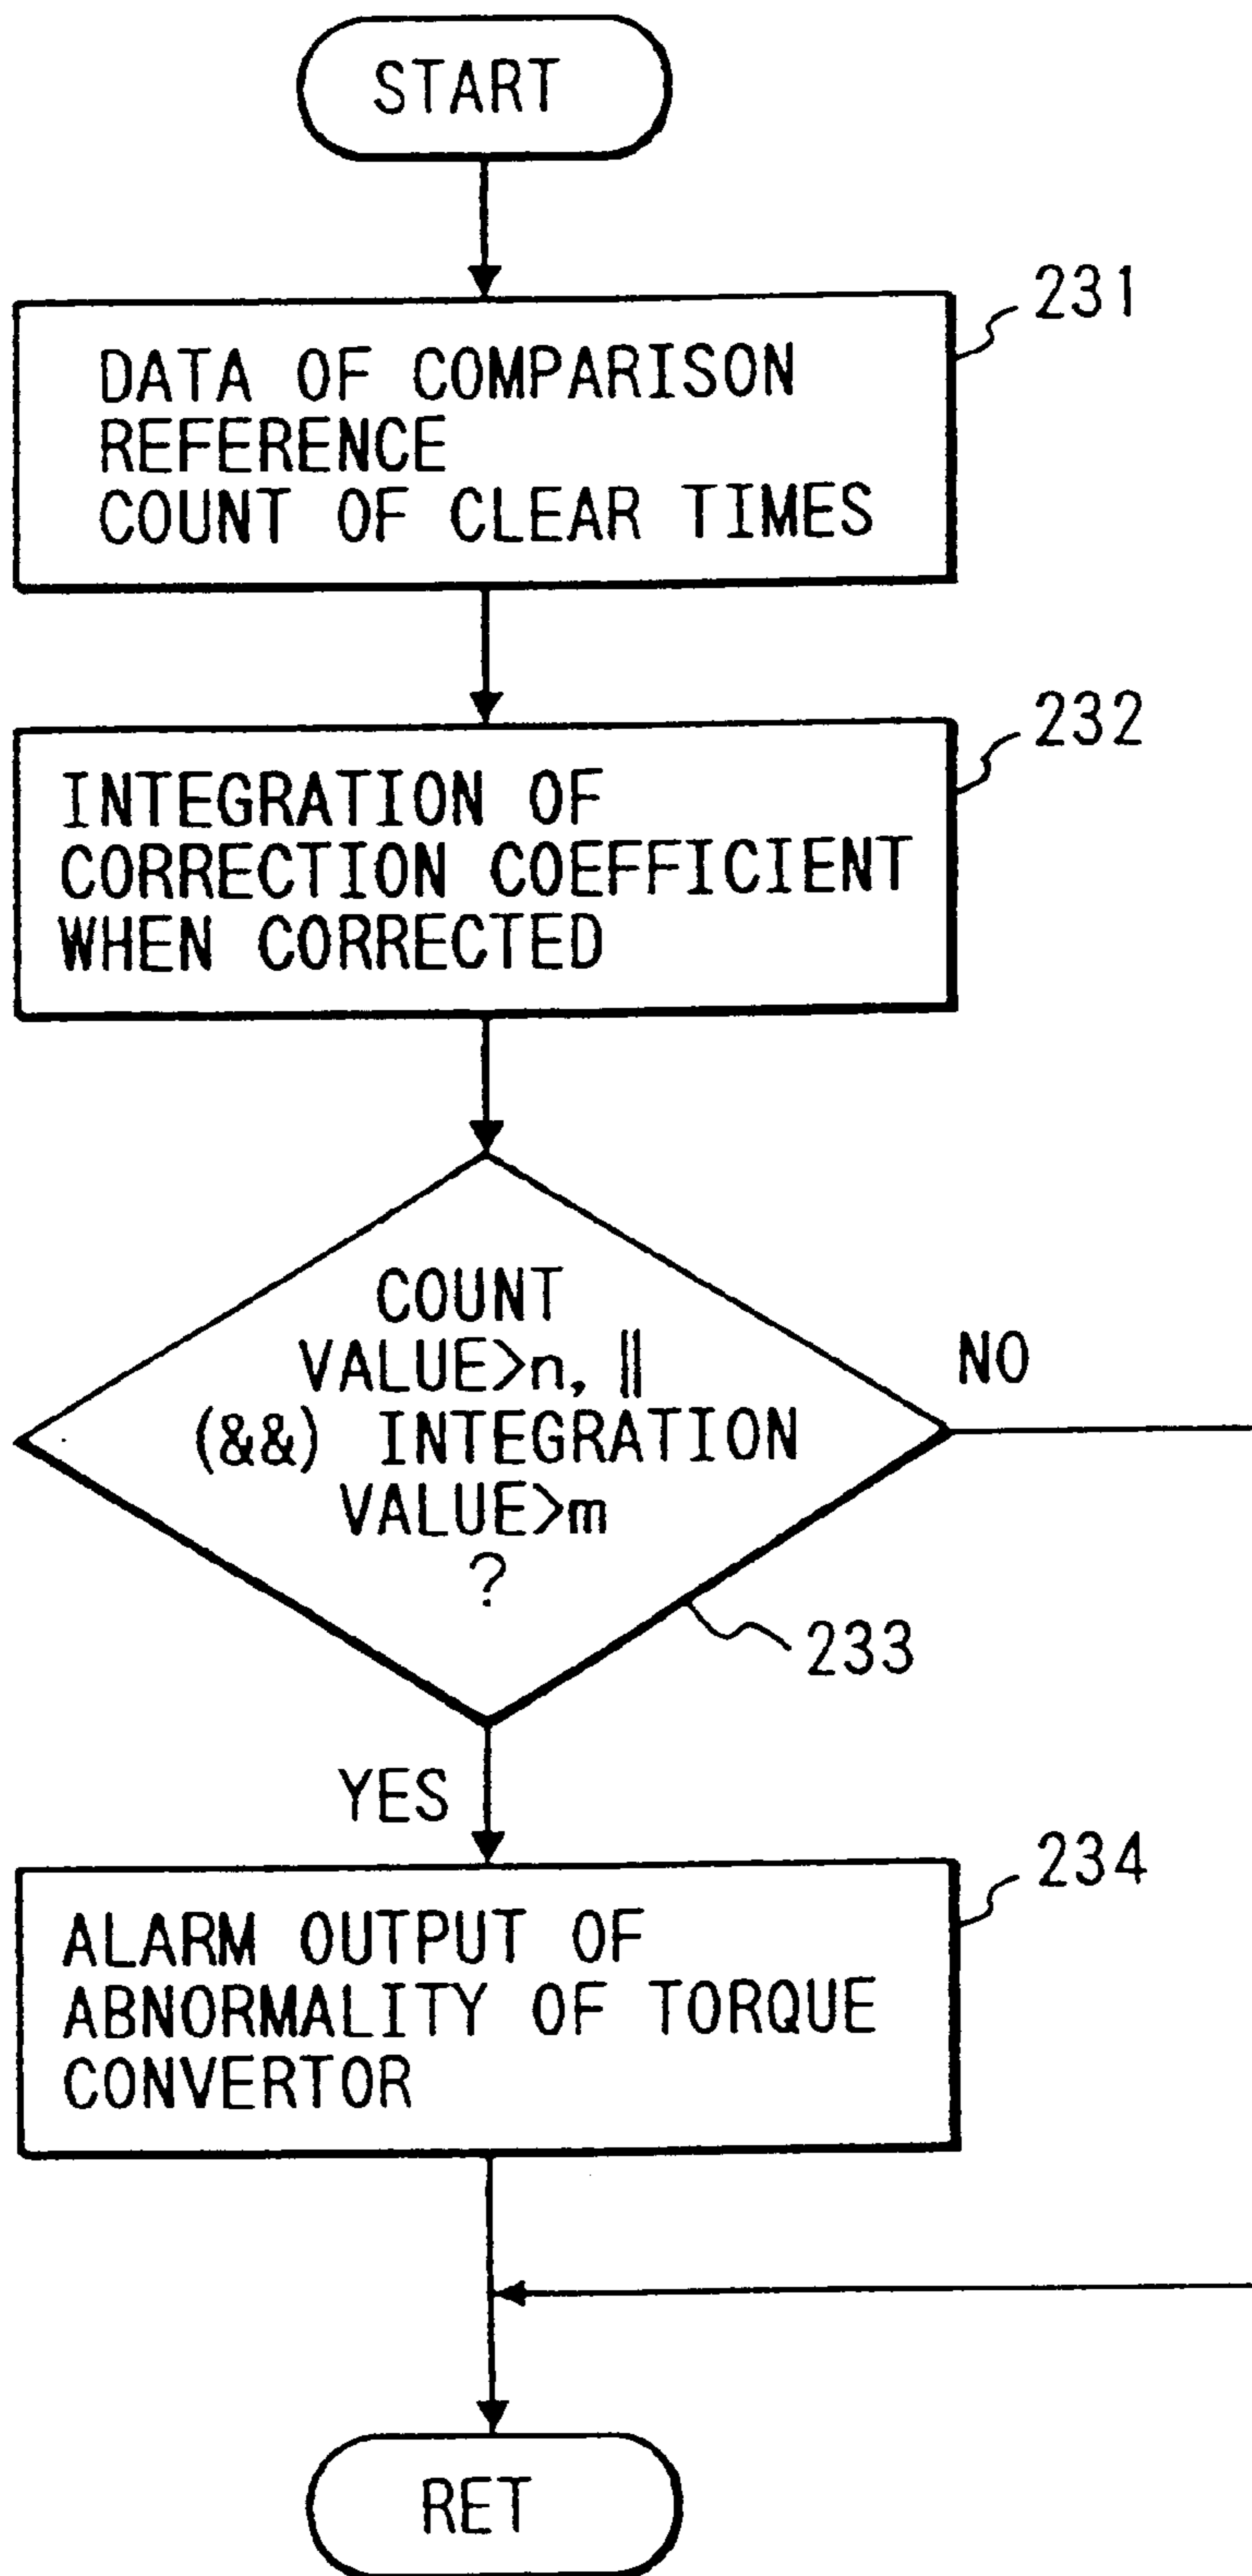 START
231
DATA OF COMPARISON
REFERENCE
COUNT OF CLEAR TIMES
232
INTEGRATION OF
CORRECTION COEFFICIENT
WHEN CORRECTED
COUNT
VALUE>n, ||
(&&) INTEGRATION
VALUE>m
?
NO
233
YES
234
ALARM OUTPUT OF
ABNORMALITY OF TORQUE
CONVERTOR
RET